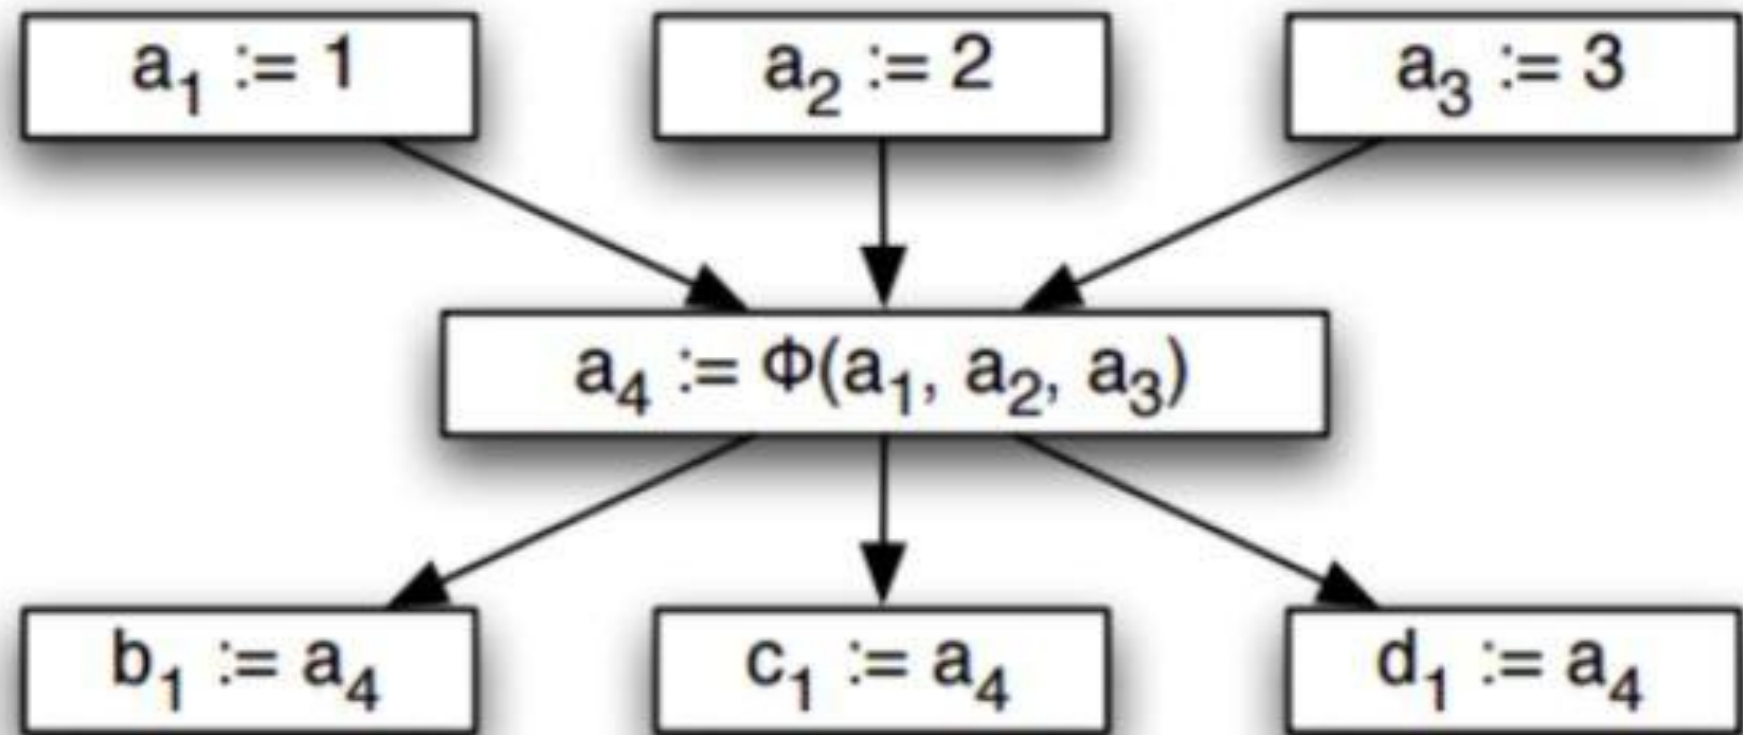 a₁ := 1
a₂ := 2
a₃ := 3
a₄ := Φ(a₁, a₂, a₃)
b₁ := a₄
c₁ := a₄
d₁ := a₄